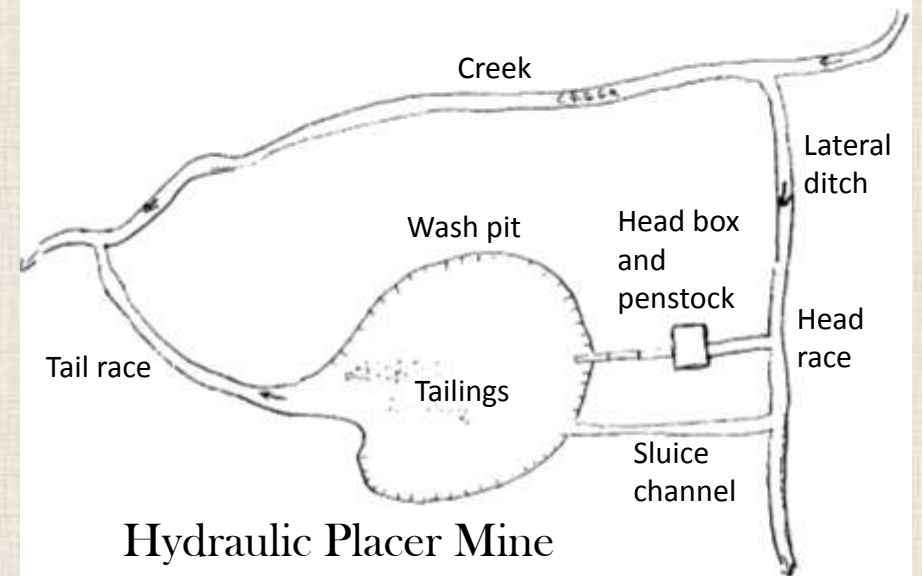 Creek
Lateral
ditch
Head box
and
penstock
Wash pit
Head
race
Tail race
Tailings
Sluice
channel
Hydraulic Placer Mine